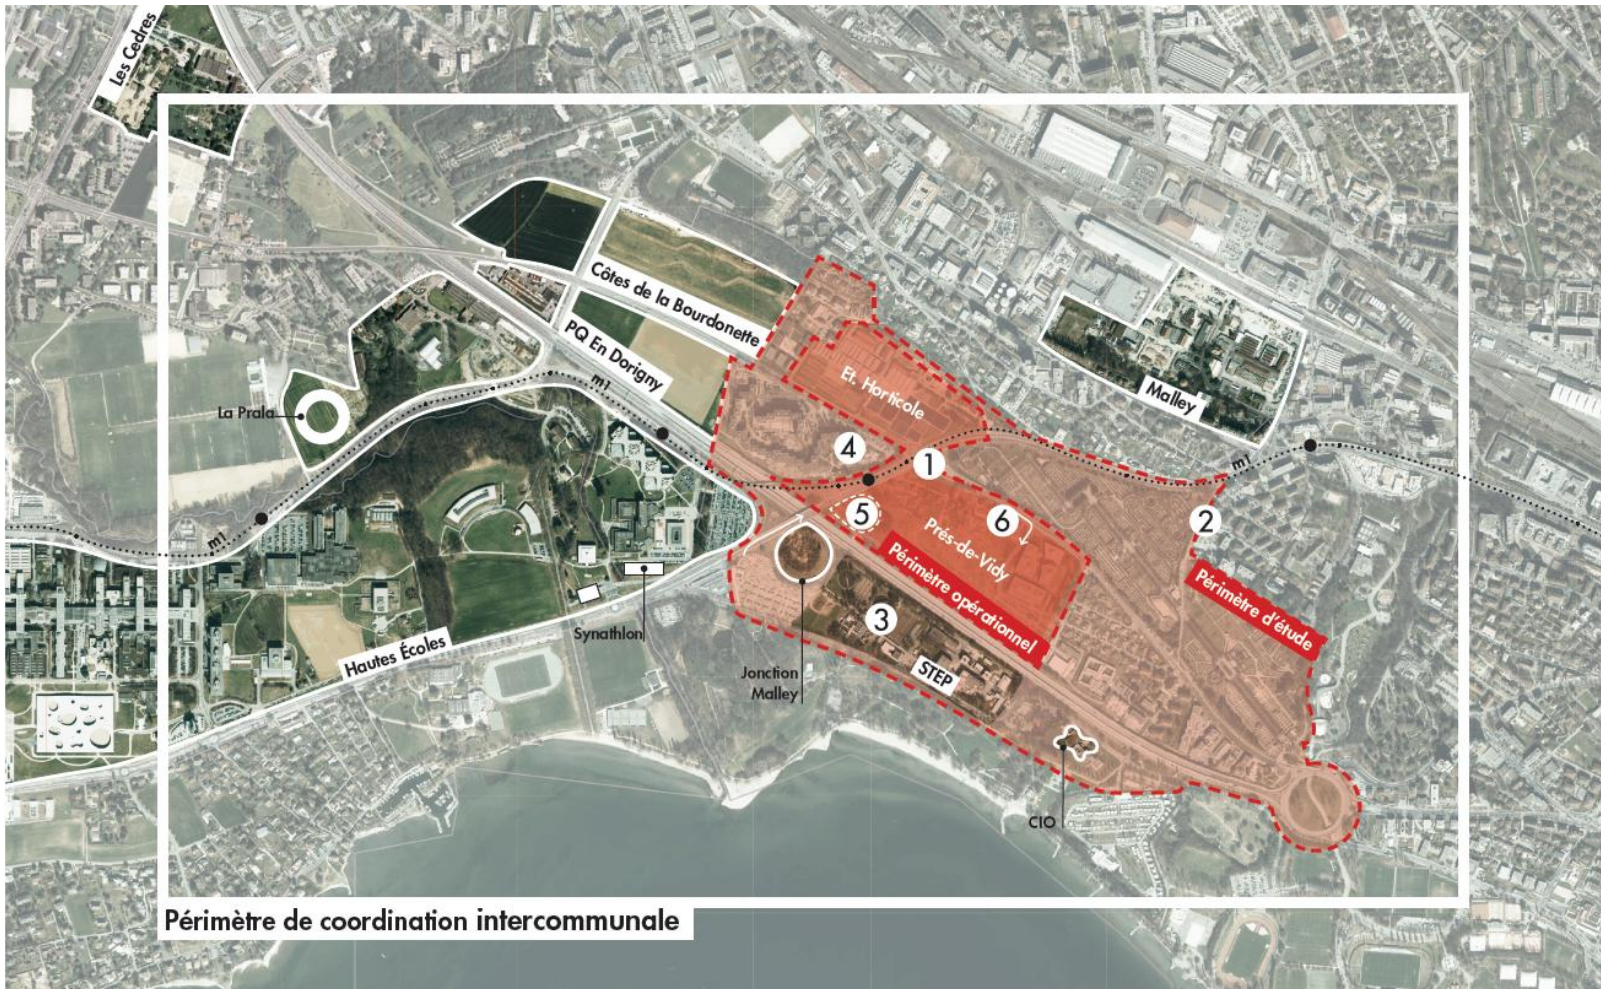 Les Cedres
Côtes de la Bourdonette
PQ En Dorigny
Et. Horticole
m1
La Prala
Malley
4
1
m1
5
6
2
Prés-de-Vidy
m1
Périmètre opérationnel
Périmètre d'étude
3
Synathlon
Hautes Écoles
STEP
Jonction
Malley
CIO
Périmètre de coordination intercommunale